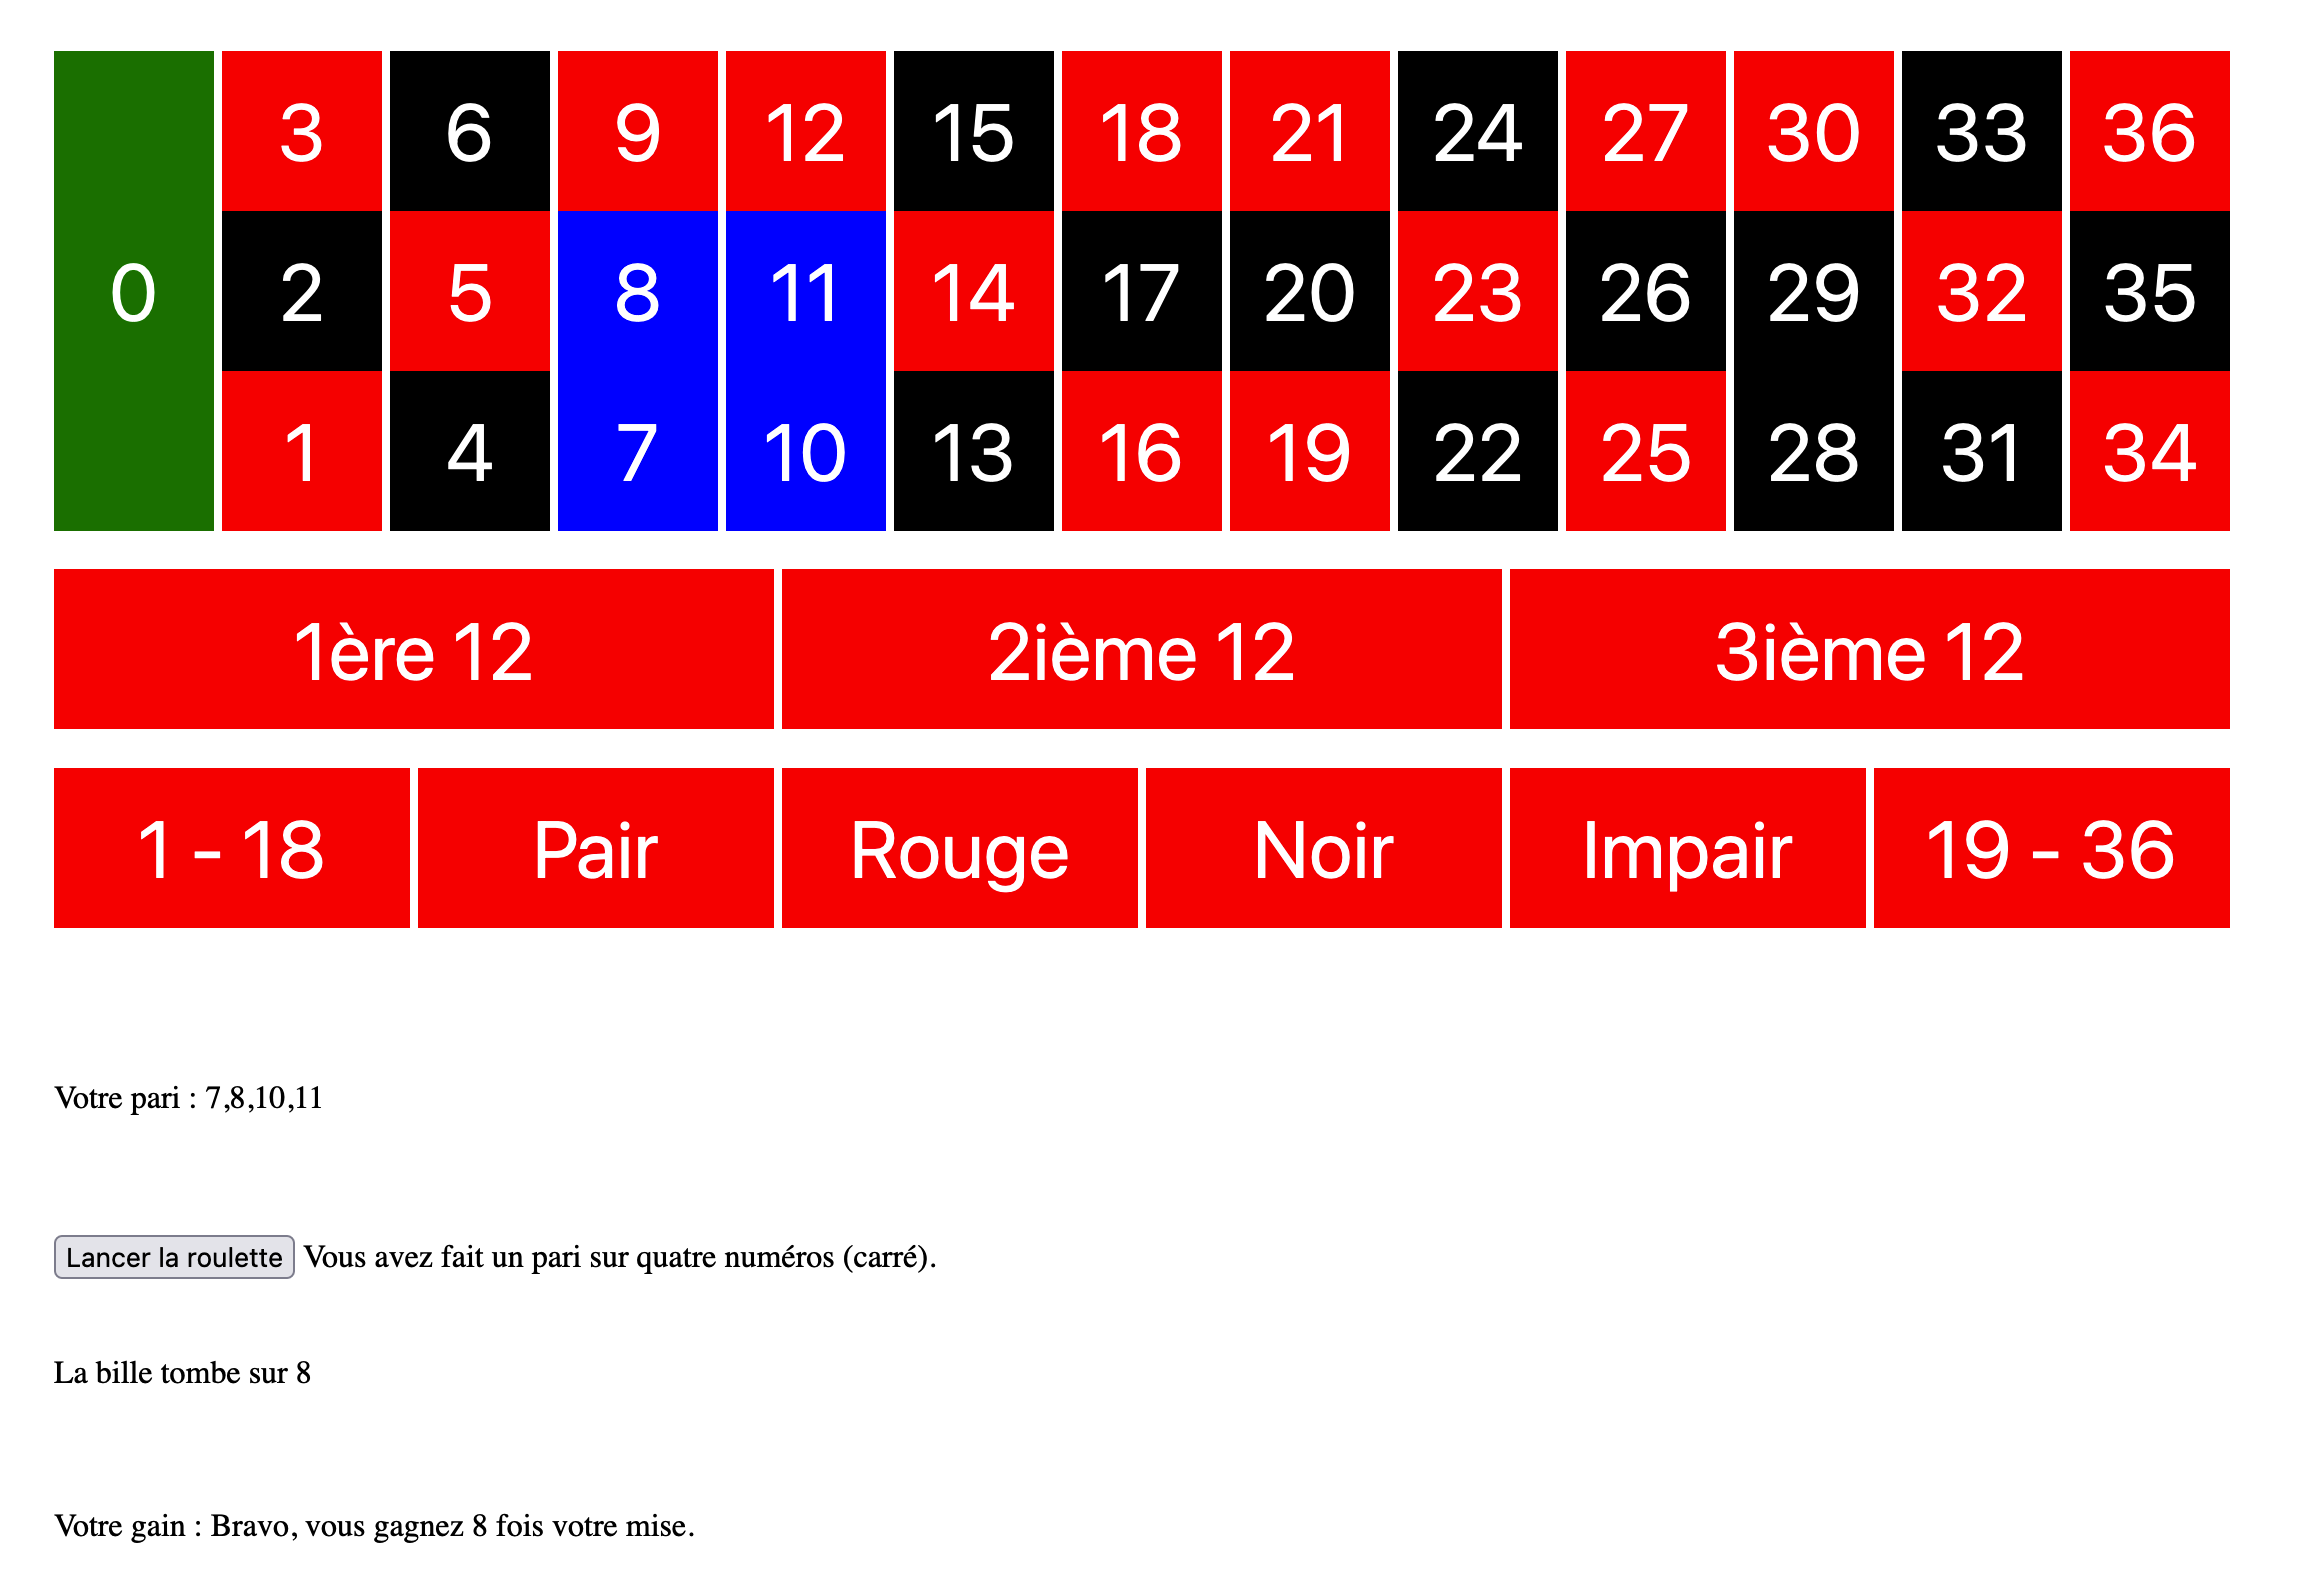 3 6 9 12 15 18 21 24 27 30 33 36
0 2 5 8 11 14 17 20 23 26 29 32 35
1 4 7 10 13 16 19 22 25 28 31 34
1ère 12 2ième 12 3ième 12
1 - 18 Pair Rouge Noir Impair 19 - 36
Votre pari : 7,8,10,11
Lancer la roulette Vous avez fait un pari sur quatre numéros (carré).
La bille tombe sur 8
Votre gain : Bravo, vous gagnez 8 fois votre mise.